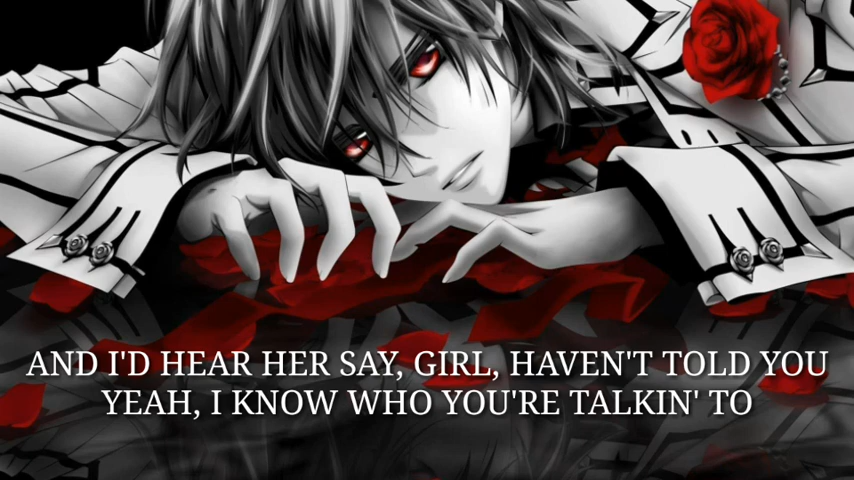 AND I'D HEAR HER SAY, GIRL, HAVEN'T TOLD YOU
YEAH, I KNOW WHO YOU'RE TALKIN' TO